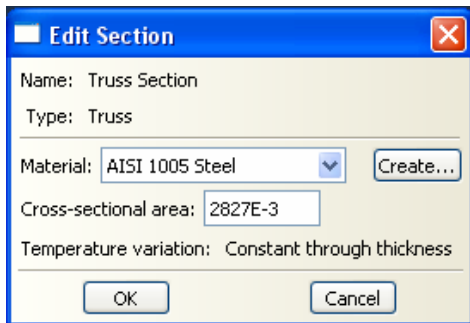 Edit Section
Name: Truss Section
Type: Truss
Material: AISI 1005 Steel Create...
Cross-sectional area: 2827E-3
Temperature variation: Constant through thickness
OK Cancel